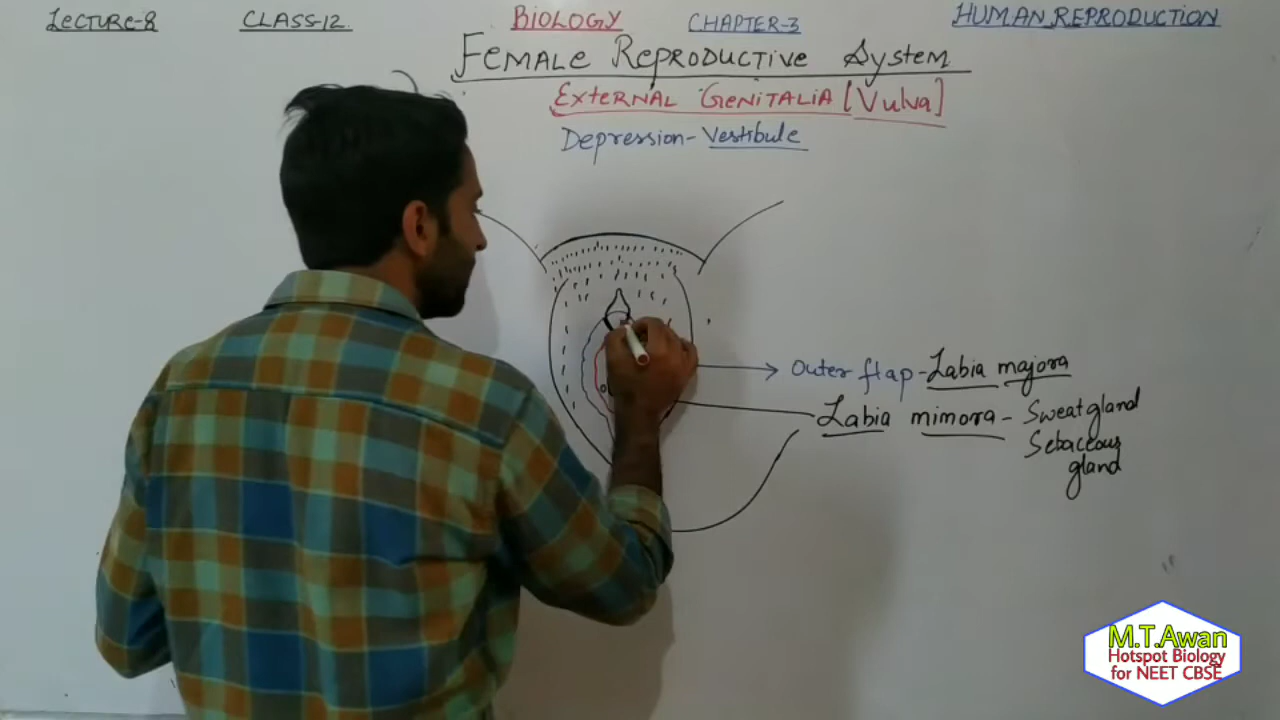 LECTURE-8 CLASS-12 BIOLOGY CHAPTER-3 HUMAN REPRODUCTION
FEMALE REPRODUCTIVE SYSTEM
EXTERNAL GENITALIA [Vulva]
Depression- Vestibule
Outer flap - Labia majora
Labia mimora - Sweat gland
Sebaceous
gland
M.T.Awan
Hotspot Biology
for NEET CBSE